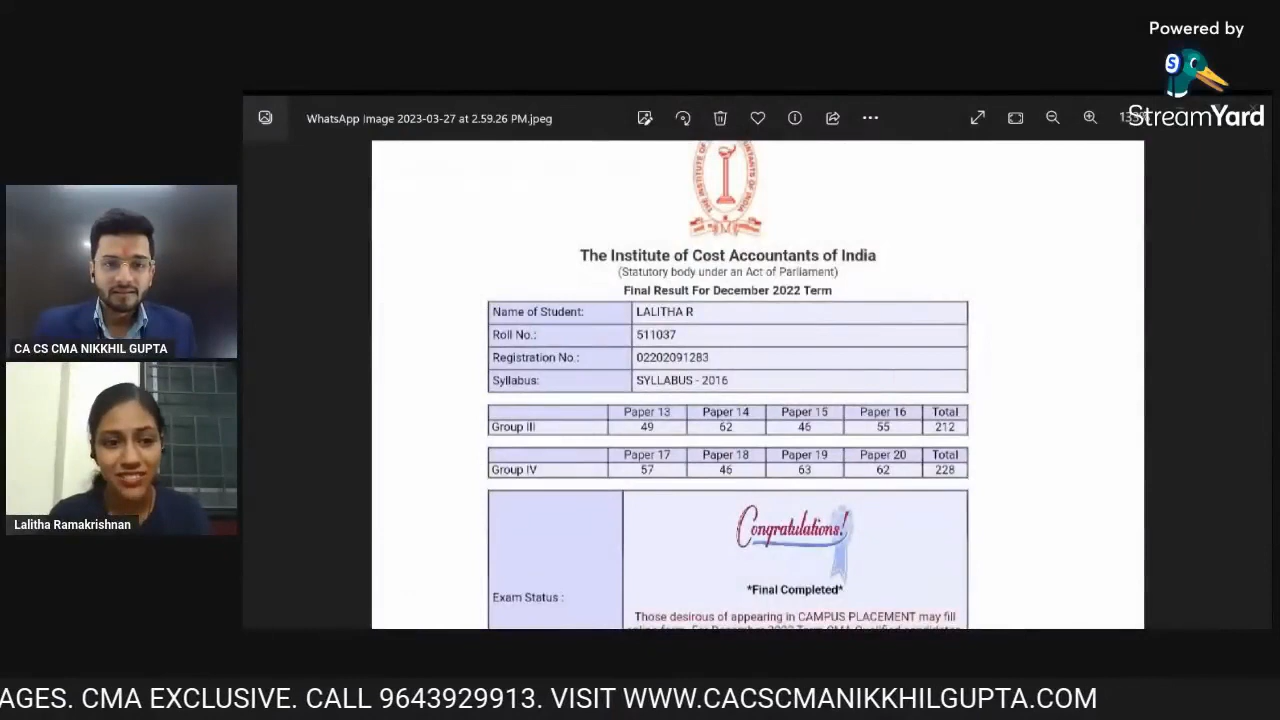 Powered by
StreamYard
WhatsApp Image 2023-03-27 at 2.59.26 PM.jpeg
The Institute of Cost Accountants of India
(Statutory body under an Act of Parliament)
Final Result For December 2022 Term
Name of Student: LALITHA R
Roll No.: 511037
Registration No.: 02202091283
Syllabus: SYLLABUS - 2016
Paper 13 Paper 14 Paper 15 Paper 16 Total
Group III 49 62 46 55 212
Paper 17 Paper 18 Paper 19 Paper 20 Total
Group IV 57 46 63 62 228
Congratulations!
*Final Completed*
Exam Status :
Those desirous of appearing in CAMPUS PLACEMENT may fill
CA CS CMA NIKKHIL GUPTA
Lalitha Ramakrishnan
AGES. CMA EXCLUSIVE. CALL 9643929913. VISIT WWW.CACSCMANIKKHILGUPTA.COM